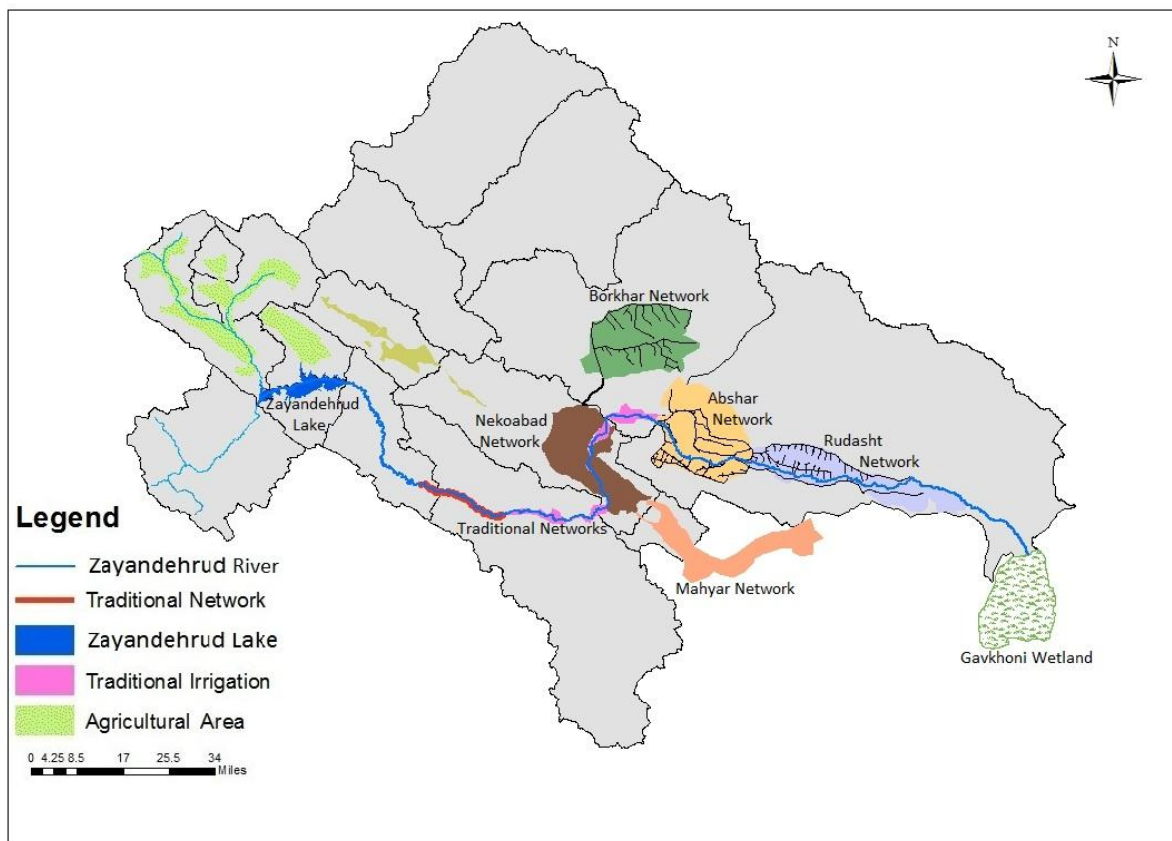 N
Borkhar Network
Zayandehrud
Lake
Nekoabad
Network
Abshar
Network
Rudasht
Network
Traditional Networks
Mahyar Network
Gavkhoni Wetland
Legend
Zayandehrud River
Traditional Network
Zayandehrud Lake
Traditional Irrigation
Agricultural Area
0 4.25 8.5 17 25.5 34
Miles